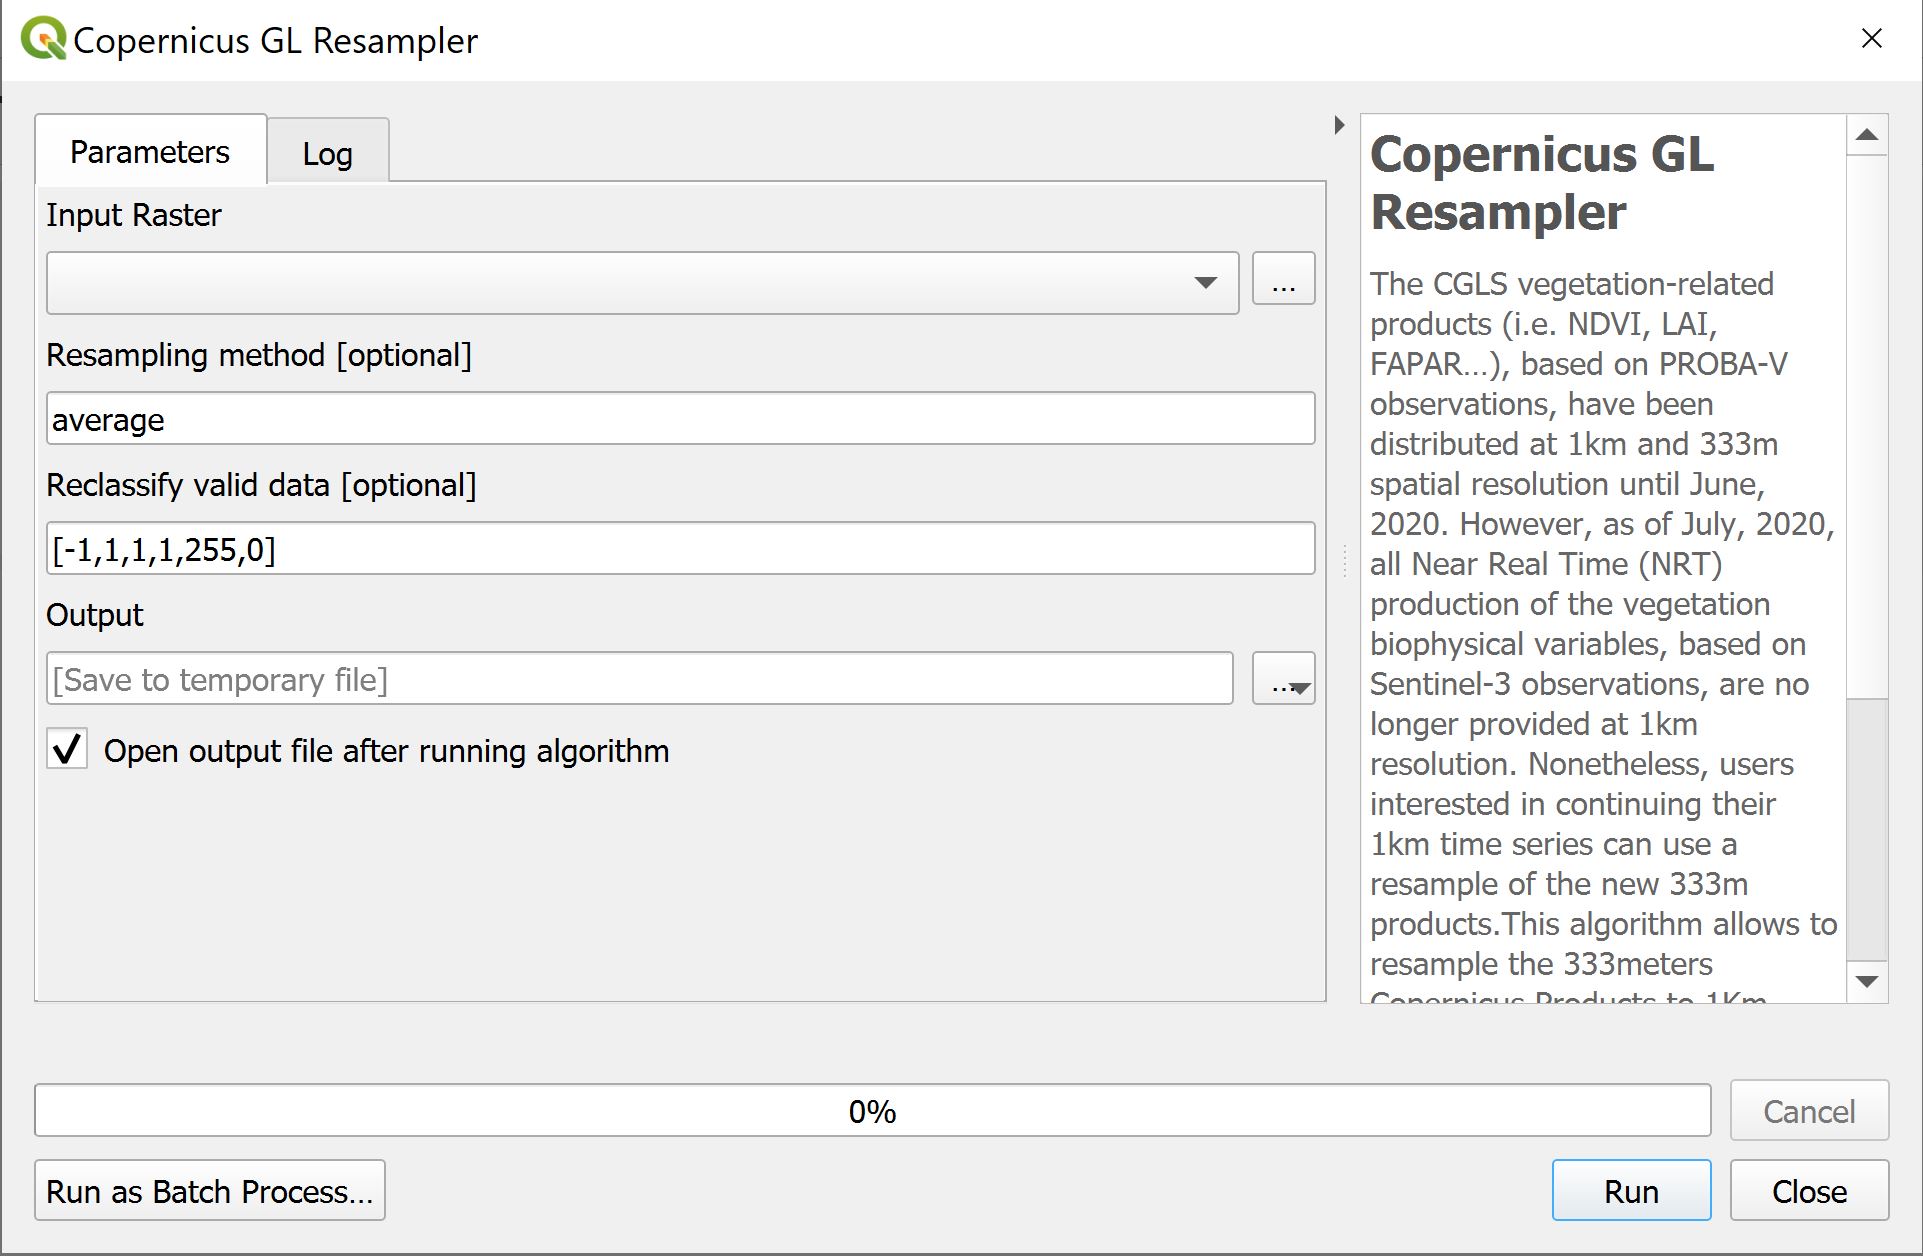 Copernicus GL Resampler
Parameters
Log
Input Raster
...
Resampling method [optional]
average
Reclassify valid data [optional]
[-1,1,1,1,255,0]
Output
[Save to temporary file]
...
Open output file after running algorithm
Copernicus GL
Resampler
The CGLS vegetation-related
products (i.e. NDVI, LAI,
FAPAR...), based on PROBA-V
observations, have been
distributed at 1km and 333m
spatial resolution until June,
2020. However, as of July, 2020,
all Near Real Time (NRT)
production of the vegetation
biophysical variables, based on
Sentinel-3 observations, are no
longer provided at 1km
resolution. Nonetheless, users
interested in continuing their
1km time series can use a
resample of the new 333m
products.This algorithm allows to
resample the 333meters
Copernicus Products to 1Km
0%
Cancel
Run as Batch Process...
Run
Close